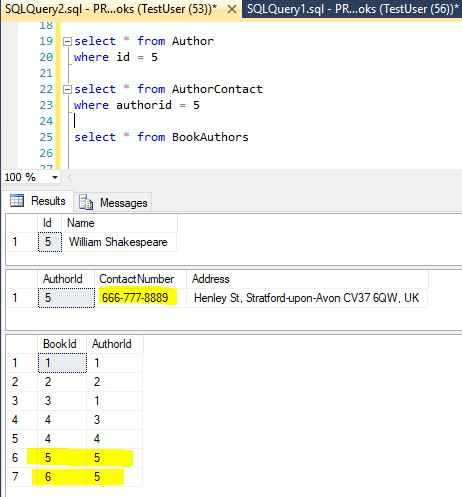 SQLQuery2.sql - PR...oks (TestUser (53))* SQLQuery1.sql - PR...oks (TestUser (56))*
18
19 select * from Author
20 where id = 5
21
22 select * from AuthorContact
23 where authorid = 5
24
25 select * from BookAuthors
26
100 %
Results Messages
Id Name
1 5 William Shakespeare
AuthorId ContactNumber Address
1 5 666-777-8889 Henley St, Stratford-upon-Avon CV37 6QW, UK
BookId AuthorId
1 1 1
2 2 2
3 3 1
4 4 3
5 4 4
6 5 5
7 6 5